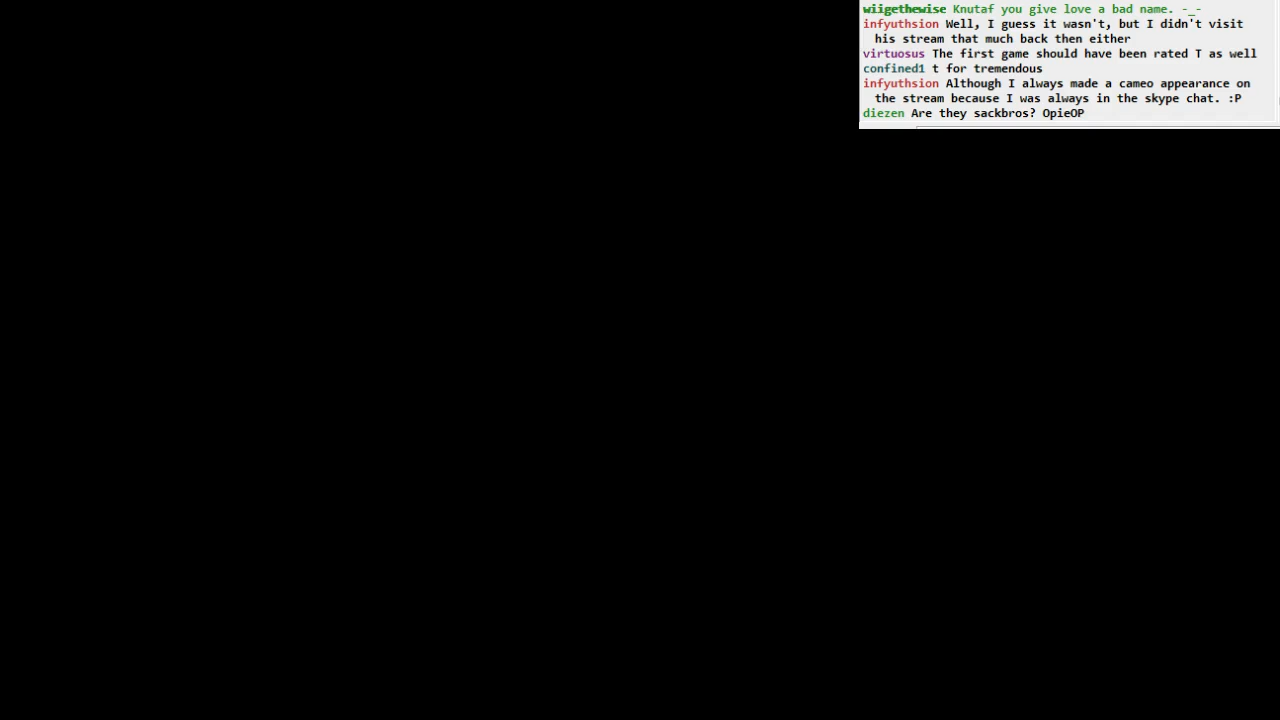 wiigethewise Knutaf you give love a bad name. -_-
infyuthsion Well, I guess it wasn't, but I didn't visit
his stream that much back then either
virtuosus The first game should have been rated T as well
confined1 t for tremendous
infyuthsion Although I always made a cameo appearance on
the stream because I was always in the skype chat. :P
diezen Are they sackbros? OpieOP